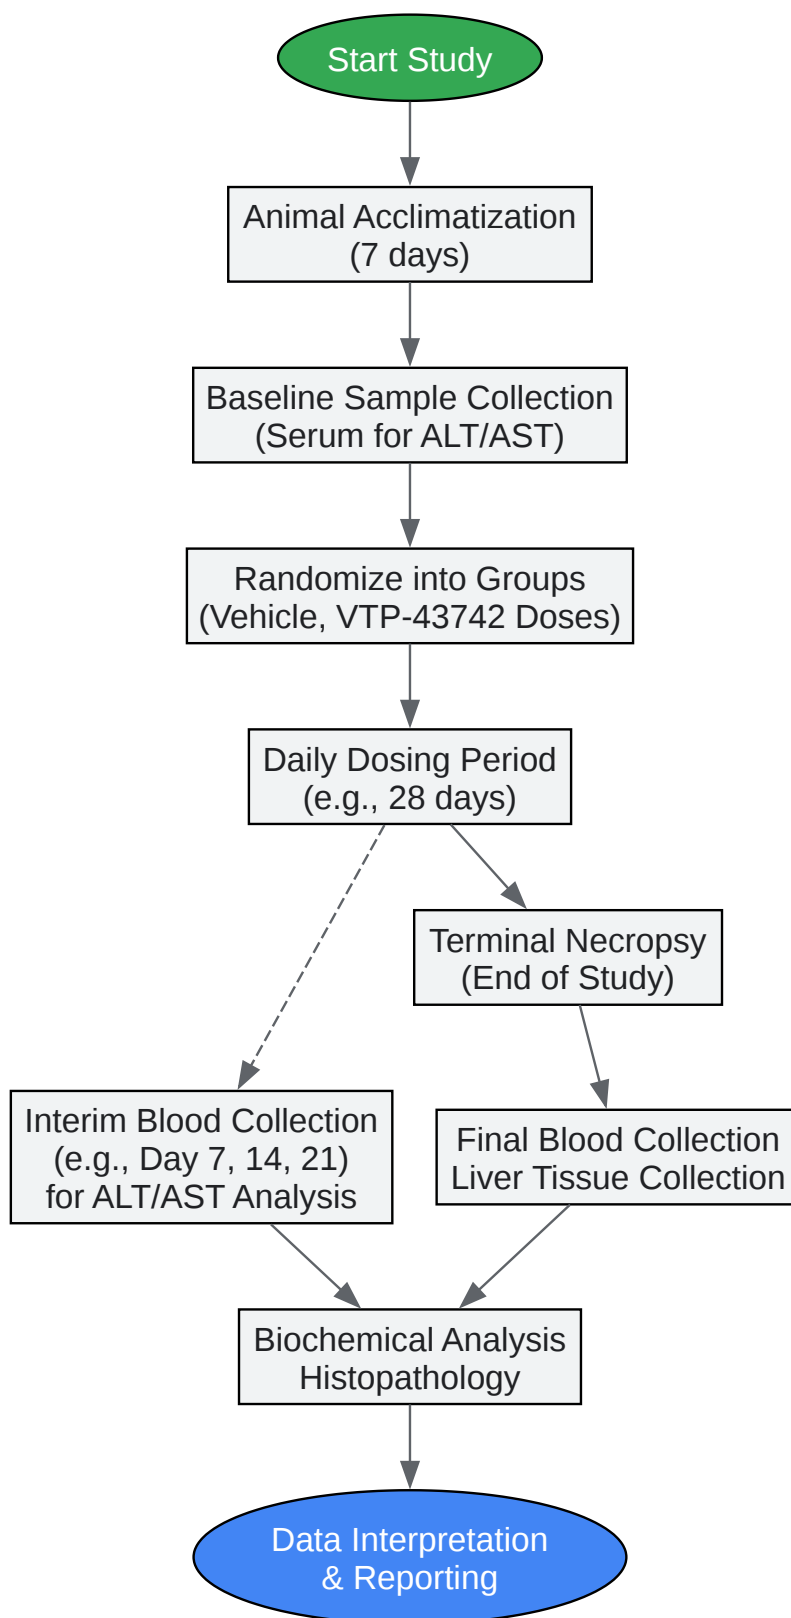 Start Study
Animal Acclimatization
(7 days)
Baseline Sample Collection
(Serum for ALT/AST)
Randomize into Groups
(Vehicle, VTP-43742 Doses)
Daily Dosing Period
(e.g., 28 days)
Terminal Necropsy
(End of Study)
Interim Blood Collection
(e.g., Day 7, 14, 21)
for ALT/AST Analysis
Final Blood Collection
Liver Tissue Collection
Biochemical Analysis
Histopathology
Data Interpretation
& Reporting